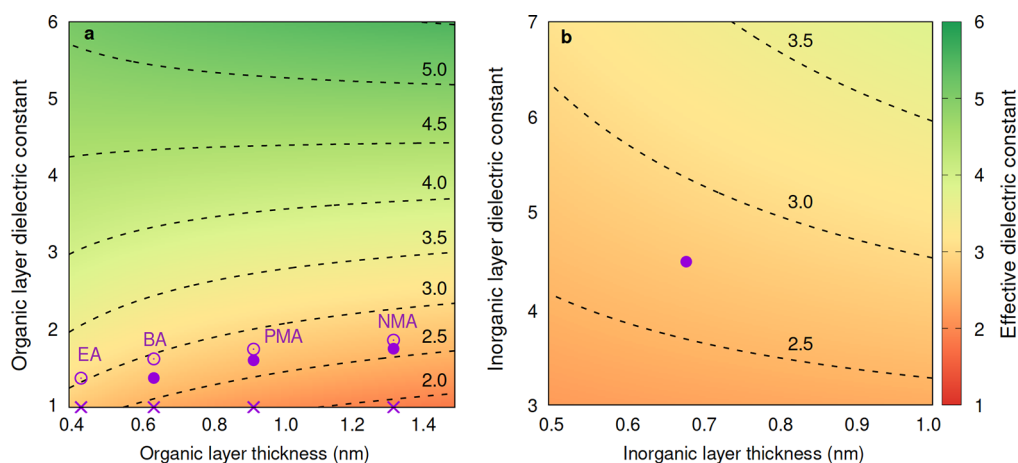 a
Organic layer dielectric constant
6
5
4
3
2
1
5.0
4.5
4.0
3.5
3.0
2.5
2.0
EA
BA
PMA
NMA
0.4 0.6 0.8 1.0 1.2 1.4
Organic layer thickness (nm)
b
Inorganic layer dielectric constant
7
6
5
4
3
3.5
3.0
2.5
0.5 0.6 0.7 0.8 0.9 1.0
Inorganic layer thickness (nm)
6
5
4
3
2
1
Effective dielectric constant